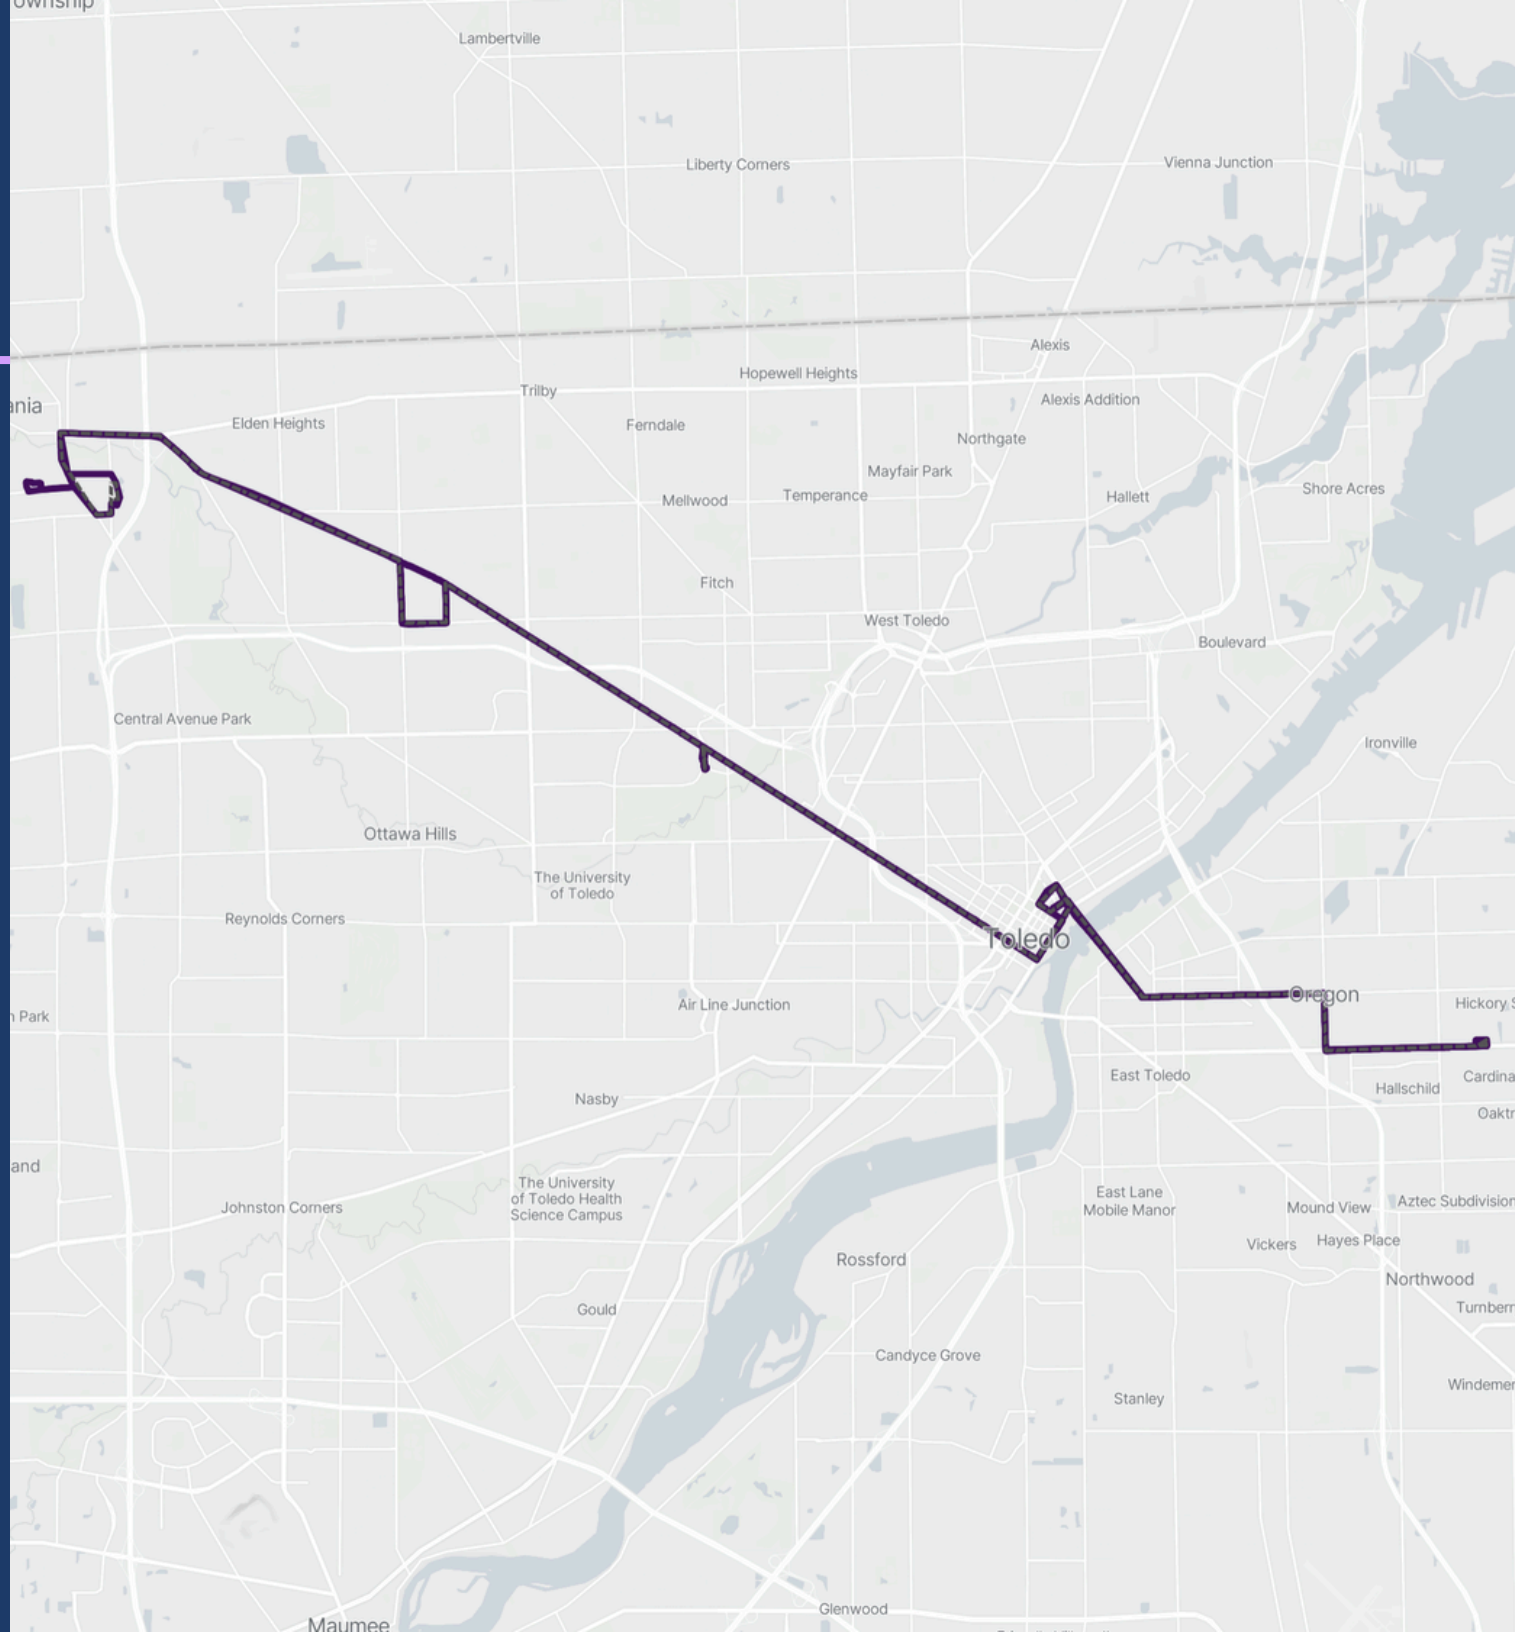 ownship
Lambertville
Liberty Corners
Vienna Junction
Alexis
Hopewell Heights
Trilby
Alexis Addition
ania
Elden Heights
Ferndale
Northgate
Mayfair Park
Mellwood
Temperance
Hallett
Shore Acres
Fitch
West Toledo
Boulevard
Central Avenue Park
Ironville
Ottawa Hills
The University
of Toledo
Reynolds Corners
Toledo
Oregon
Air Line Junction
Hickory S
n Park
East Toledo
Cardina
Hallschild
Nasby
Oaktr
and
The University
of Toledo Health
Science Campus
East Lane
Mobile Manor
Johnston Corners
Mound View
Aztec Subdivision
Vickers
Hayes Place
Rossford
Northwood
Gould
Turnberr
Candyce Grove
Stanley
Windemer
Glenwood
Maumee